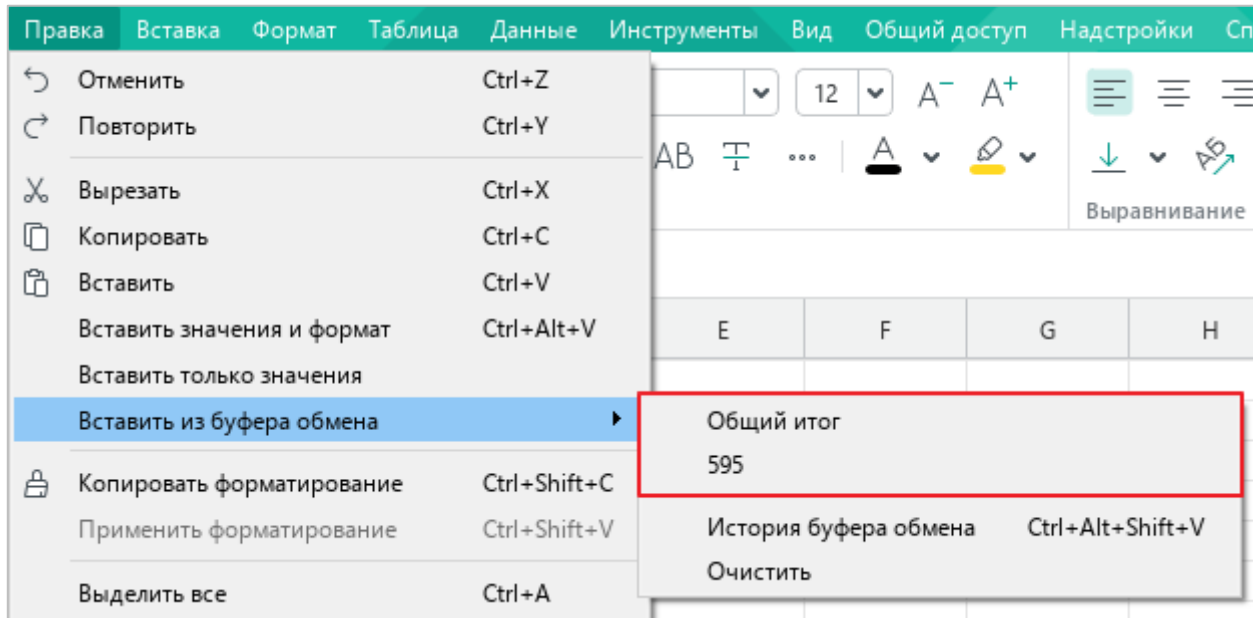 Правка Вставка Формат Таблица Данные Инструменты Вид Общий доступ Надстройки Сп
Отменить Ctrl+Z
12 A⁻ A⁺
Повторить Ctrl+Y
AB T A АБ
Вырезать Ctrl+X
Выравнивание
Копировать Ctrl+C
Вставить Ctrl+V
Вставить значения и формат Ctrl+Alt+V
E F G H
Вставить только значения
Вставить из буфера обмена
Общий итог
595
Копировать форматирование Ctrl+Shift+C
Применить форматирование Ctrl+Shift+V
История буфера обмена Ctrl+Alt+Shift+V
Очистить
Выделить все Ctrl+A